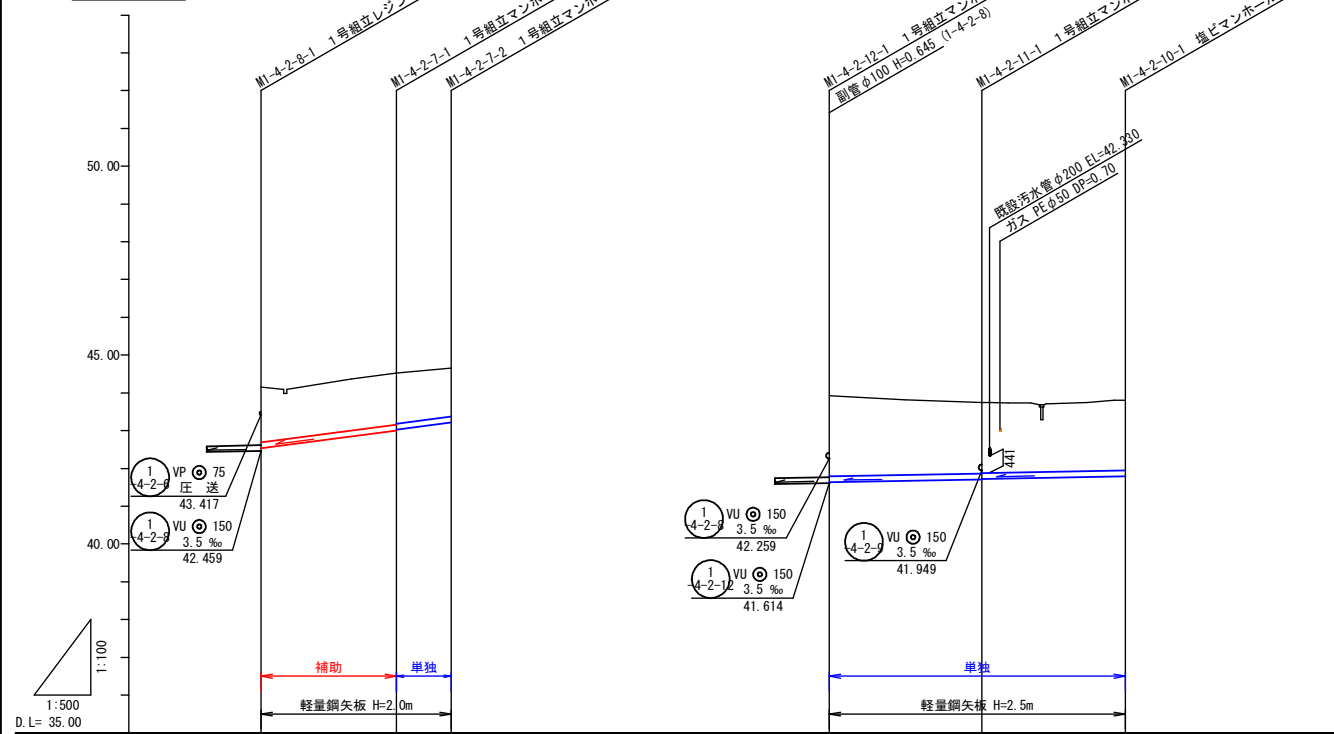 M1-4-2-8-1 1号組立レジン
M1-4-2-7-1 1号組立マンホ
M1-4-2-7-2 1号組立マンホ
M1-4-2-12-1 1号組立マンホ
副管φ100 H=0.645 (1-4-2-8)
M1-4-2-11-1 1号組立マンホ
M1-4-2-10-1 塩ビマンホール
50.00
既設汚水管φ200 EL=42.330
ガス PEφ50 DP=0.70
45.00
441
1
-4-2-6
VP ◎ 75
圧 送
43.417
1
-4-2-8
VU ◎ 150
3.5 ‰
42.459
40.00
1
-4-2-8
VU ◎ 150
3.5 ‰
42.259
1
-4-2-9
VU ◎ 150
3.5 ‰
41.949
1
-4-2-12
VU ◎ 150
3.5 ‰
41.614
1:100
1:500
D.L= 35.00
補助
単独
単独
軽量鋼矢板 H=2.0m
軽量鋼矢板 H=2.5m